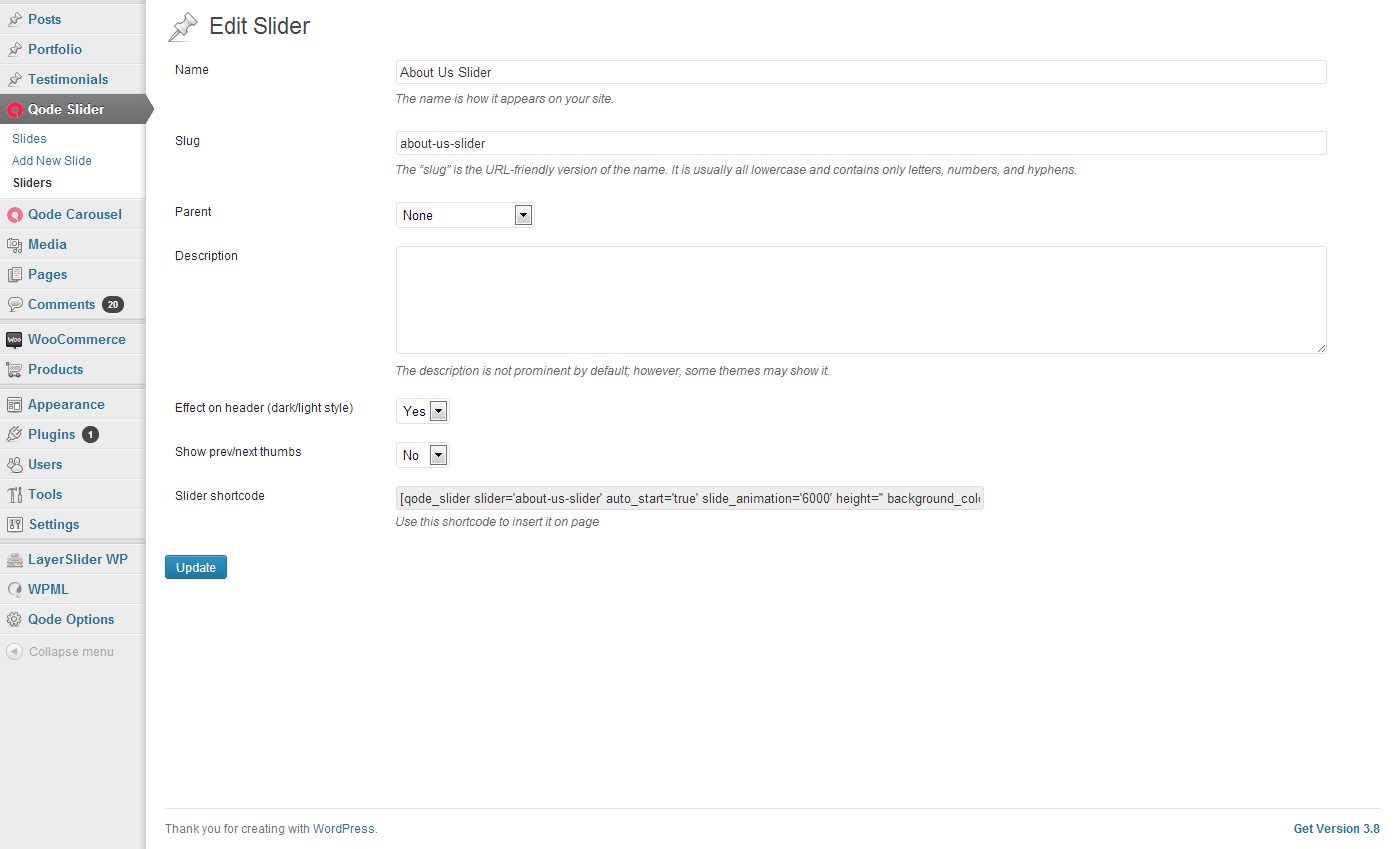 Posts
Portfolio
Testimonials
Qode Slider
Slides
Add New Slide
Sliders
Qode Carousel
Media
Pages
Comments 20
WooCommerce
Products
Appearance
Plugins 1
Users
Tools
Settings
LayerSlider WP
WPML
Qode Options
Collapse menu
Edit Slider
Name
About Us Slider
The name is how it appears on your site.
Slug
about-us-slider
The “slug” is the URL-friendly version of the name. It is usually all lowercase and contains only letters, numbers, and hyphens.
Parent
None
Description
The description is not prominent by default; however, some themes may show it.
Effect on header (dark/light style)
Yes
Show prev/next thumbs
No
Slider shortcode
[qode_slider slider='about-us-slider' auto_start='true' slide_animation='6000' height='' background_col
Use this shortcode to insert it on page
Update
Thank you for creating with WordPress.
Get Version 3.8